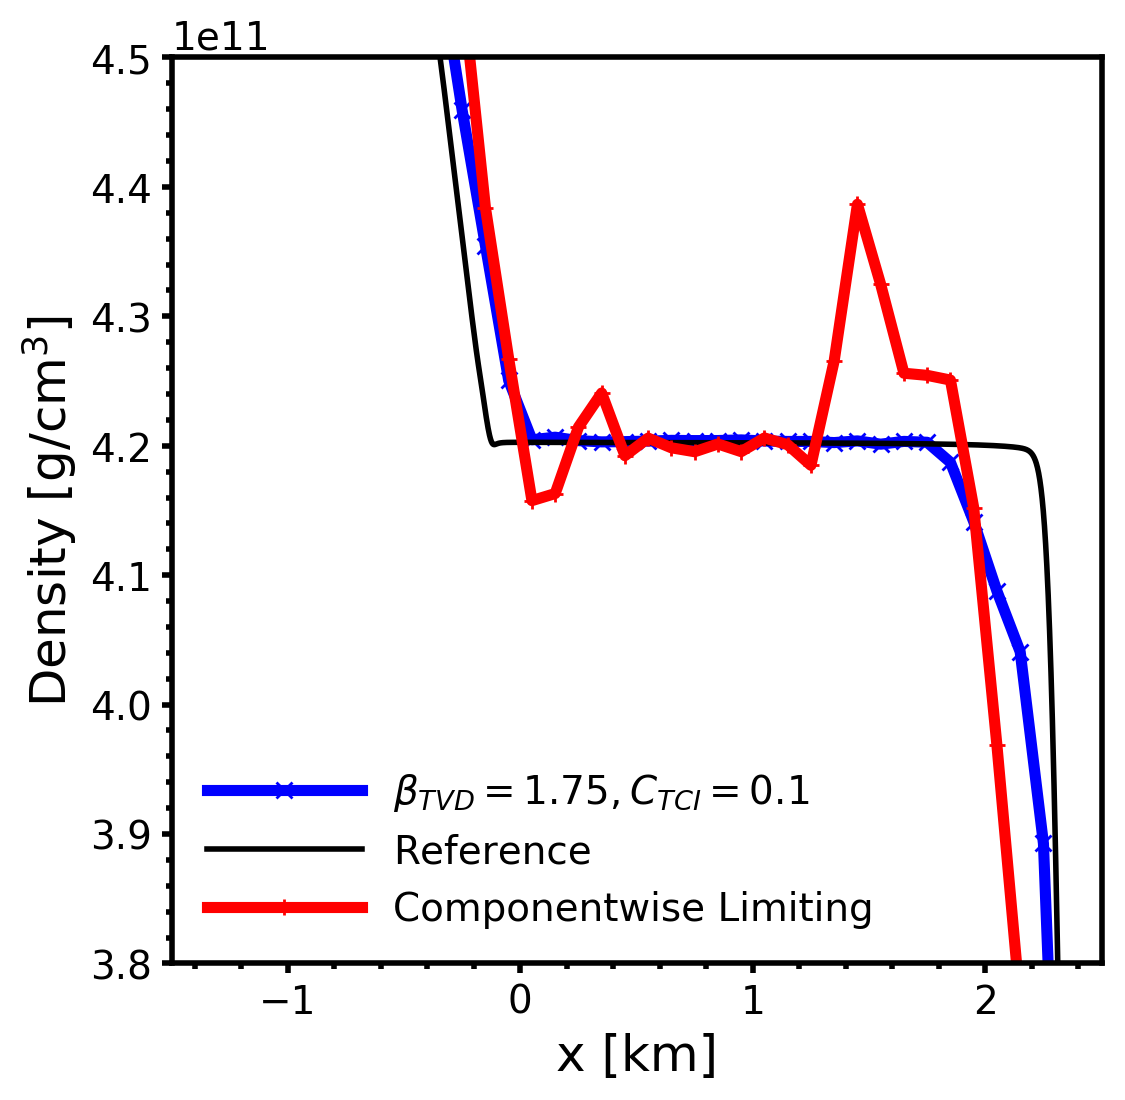 1e11
4.5
4.4
4.3
4.2
4.1
4.0
3.9
3.8
Density [g/cm³]
β_TVD = 1.75, C_TCI = 0.1
Reference
Componentwise Limiting
−1 0 1 2
x [km]